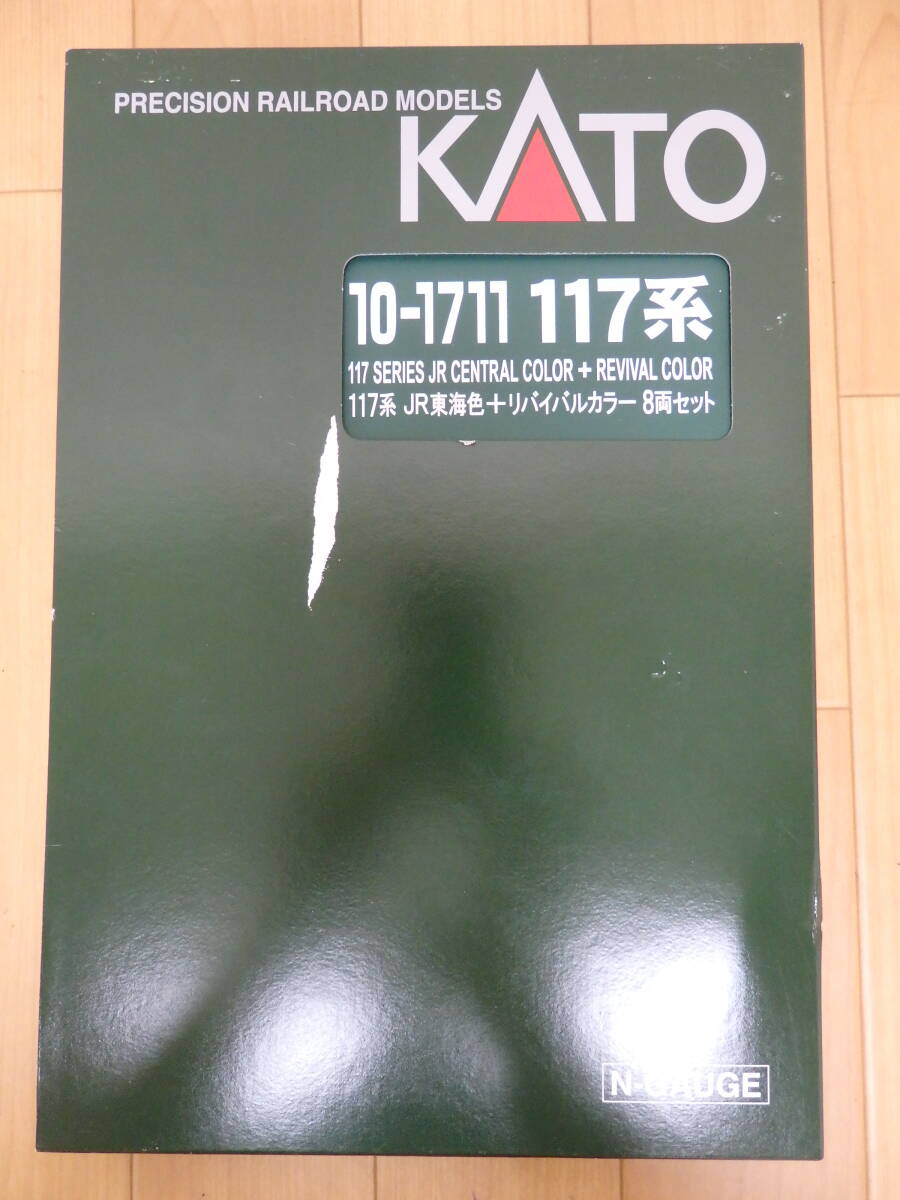 PRECISION RAILROAD MODELS
KATO
10-1711 117系
117 SERIES JR CENTRAL COLOR + REVIVAL COLOR
117系 JR東海色+リバイバルカラー 8両セット
N-GAUGE